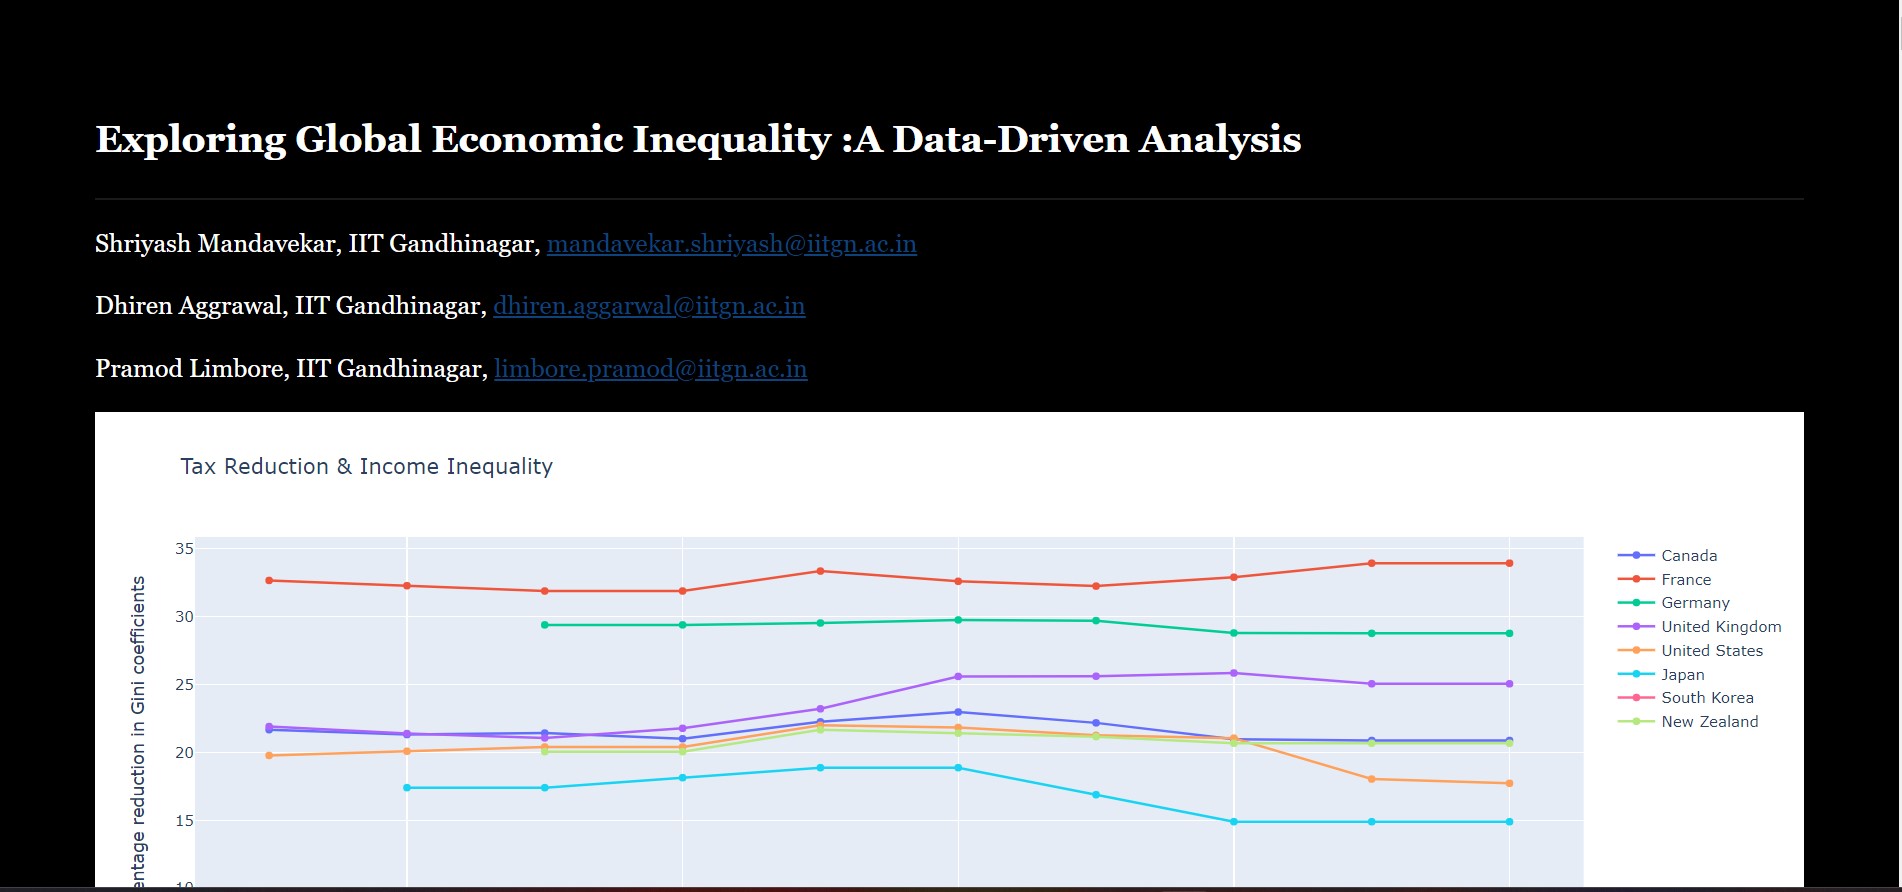 Exploring Global Economic Inequality :A Data-Driven Analysis
Shriyash Mandavekar, IIT Gandhinagar, mandavekar.shriyash@iitgn.ac.in
Dhiren Aggrawal, IIT Gandhinagar, dhiren.aggarwal@iitgn.ac.in
Pramod Limbore, IIT Gandhinagar, limbore.pramod@iitgn.ac.in
Tax Reduction & Income Inequality
entage reduction in Gini coefficients
35
30
25
20
15
10
Canada
France
Germany
United Kingdom
United States
Japan
South Korea
New Zealand